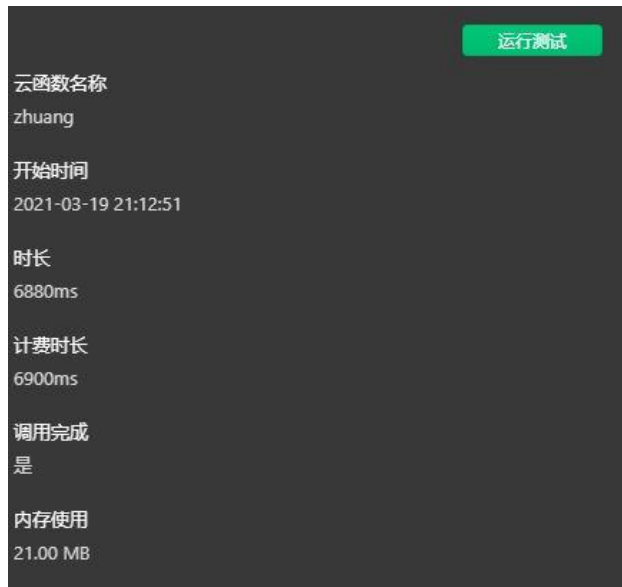 运行测试
云函数名称
zhuang
开始时间
2021-03-19 21:12:51
时长
6880ms
计费时长
6900ms
调用完成
是
内存使用
21.00 MB